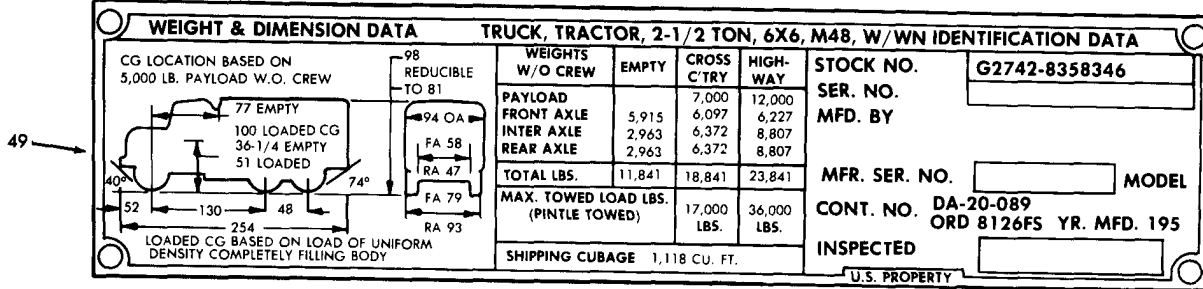 WEIGHT & DIMENSION DATA TRUCK, TRACTOR, 2-1/2 TON, 6X6, M48, W/WN IDENTIFICATION DATA
CG LOCATION BASED ON
5,000 LB. PAYLOAD W.O. CREW
98
REDUCIBLE
TO 81
77 EMPTY
100 LOADED CG
36-1/4 EMPTY
51 LOADED
94 OA
FA 58
RA 47
FA 79
RA 93
40°
74°
52
130
48
254
LOADED CG BASED ON LOAD OF UNIFORM
DENSITY COMPLETELY FILLING BODY
49
WEIGHTS W/O CREW EMPTY CROSS C'TRY HIGH-WAY
PAYLOAD 7,000 12,000
FRONT AXLE 5,915 6,097 6,227
INTER AXLE 2,963 6,372 8,807
REAR AXLE 2,963 6,372 8,807
TOTAL LBS. 11,841 18,841 23,841
MAX. TOWED LOAD LBS.
(PINTLE TOWED) 17,000 LBS. 36,000 LBS.
SHIPPING CUBAGE 1,118 CU. FT.
STOCK NO. G2742-8358346
SER. NO.
MFD. BY
MFR. SER. NO. MODEL
CONT. NO. DA-20-089
ORD 8126FS YR. MFD. 195
INSPECTED
U.S. PROPERTY